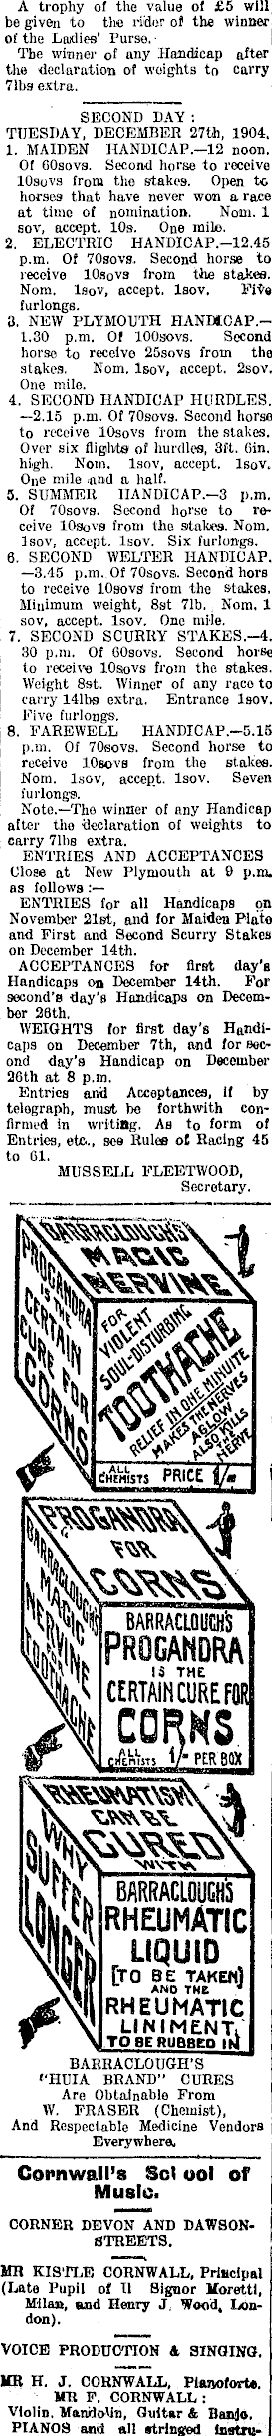 A trophy of the value of £5 will
be given to the rider of the winner
of the Ladies' Purse.
The winner of any Handicap after
the declaration of weights to carry
7lbs extra.
SECOND DAY :
TUESDAY, DECEMBER 27th, 1904.
1. MAIDEN HANDICAP.—12 noon.
Of 60sovs. Second horse to receive
10sovs from the stakes. Open to
horses that have never won a race
at time of nomination. Nom. 1
sov, accept. 10s. One mile.
2. ELECTRIC HANDICAP.—12.45
p.m. Of 70sovs. Second horse to
receive 10sovs from the stakes.
Nom. 1sov, accept. 1sov. Five
furlongs.
3. NEW PLYMOUTH HANDICAP.—
1.30 p.m. Of 100sovs. Second
horse to receive 25sovs from the
stakes. Nom. 1sov, accept. 2sov.
One mile.
4. SECOND HANDICAP HURDLES.
—2.15 p.m. Of 70sovs. Second horse
to receive 10sovs from the stakes.
Over six flights of hurdles, 3ft. 6in.
high. Nom. 1sov, accept. 1sov.
One mile and a half.
5. SUMMER HANDICAP.—3 p.m.
Of 70sovs. Second horse to re-
ceive 10sovs from the stakes. Nom.
1sov, accept. 1sov. Six furlongs.
6. SECOND WELTER HANDICAP.
—3.45 p.m. Of 70sovs. Second hors
to receive 10sovs from the stakes.
Minimum weight, 8st 7lb. Nom. 1
sov, accept. 1sov. One mile.
7. SECOND SCURRY STAKES.—4.
30 p.m. Of 60sovs. Second horse
to receive 10sovs from the stakes.
Weight 8st. Winner of any race to
carry 14lbs extra. Entrance 1sov.
Five furlongs.
8. FAREWELL HANDICAP.—5.15
p.m. Of 70sovs. Second horse to
receive 10sovs from the stakes.
Nom. 1sov, accept. 1sov. Seven
furlongs.
Note.—The winner of any Handicap
after the declaration of weights to
carry 7lbs extra.
ENTRIES AND ACCEPTANCES
Close at New Plymouth at 9 p.m.
as follows :—
ENTRIES for all Handicaps on
November 21st, and for Maiden Plate
and First and Second Scurry Stakes
on December 14th.
ACCEPTANCES for first day's
Handicaps on December 14th. For
second's day's Handicaps on Decem-
ber 26th.
WEIGHTS for first day's Handi-
caps on December 7th, and for sec-
ond day's Handicap on December
26th at 8 p.m.
Entries and Acceptances, if by
telegraph, must be forthwith con-
firmed in writing. As to form of
Entries, etc., see Rules of Racing 45
to 61.
MUSSELL FLEETWOOD,
Secretary.
BARRACLOUGH'S
MAGIC
NERVINE
PROGANDRA
IS THE
CERTAIN
CURE FOR
CORNS
FOR
VIOLENT
SOUL-DISTURBING
TOOTHACHE
RELIEF IN ONE MINUITE
MAKES THE NERVES
AGLOW
ALSO KILLS
NERVE
ALL
CHEMISTS PRICE 1/-
PROGANDRA
FOR
CORNS
BARRACLOUGH'S
MAGIC
NERVINE
FOR
TOOTHACHE
BARRACLOUGH'S
PROGANDRA
IS THE
CERTAIN CURE FOR
CORNS
ALL
CHEMISTS 1/- PER BOX
RHEUMATISM
CAN BE
CURED
WITH
WHY
SUFFER
LONGER
BARRACLOUGH'S
RHEUMATIC
LIQUID
[TO BE TAKEN]
AND THE
RHEUMATIC
LINIMENT
TO BE RUBBED IN
BARRACLOUGH'S
"HUIA BRAND" CURES
Are Obtainable From
W. FRASER (Chemist),
And Respectable Medicine Vendors
Everywhere.
Cornwall's School of
Music.
CORNER DEVON AND DAWSON-
STREETS.
MR KISTLE CORNWALL, Principal
(Late Pupil of Il Signor Moretti,
Milan, and Henry J. Wood, Lon-
don).
VOICE PRODUCTION & SINGING.
MR H. J. CORNWALL, Pianoforte.
MR F. CORNWALL :
Violin, Mandolin, Guitar & Banjo.
PIANOS and all stringed Instru-